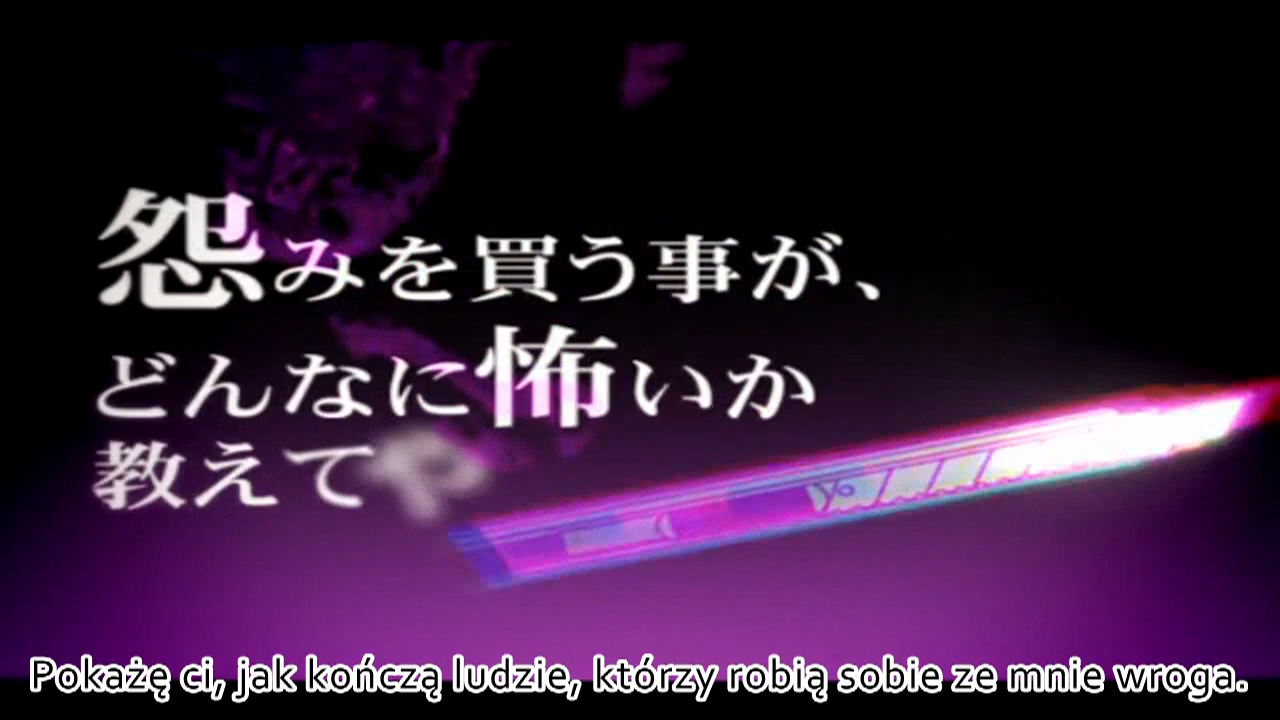 怨みを買う事が、
どんなに怖いか
教えてや
Pokażę ci, jak kończą ludzie, którzy robią sobie ze mnie wroga.